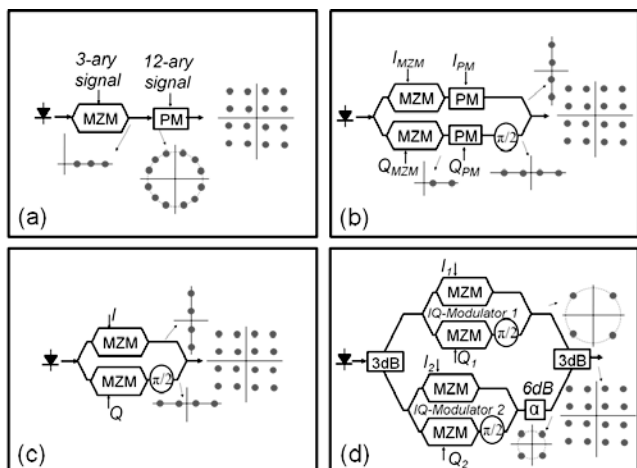 3-ary 12-ary
signal signal
MZM
PM
(a)
I_MZM I_PM
MZM PM
MZM PM π/2
Q_MZM Q_PM
(b)
I
MZM
MZM π/2
Q
(c)
I_1
MZM
IQ-Modulator 1
MZM π/2
Q_1
3dB 3dB
I_2
MZM
6dB
IQ-Modulator 2
α
MZM π/2
Q_2
(d)